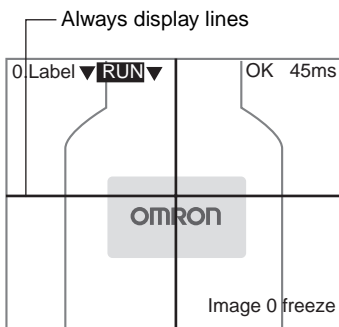 Always display lines
0.Label ▼ RUN ▼ OK 45ms
OMRON
Image 0 freeze